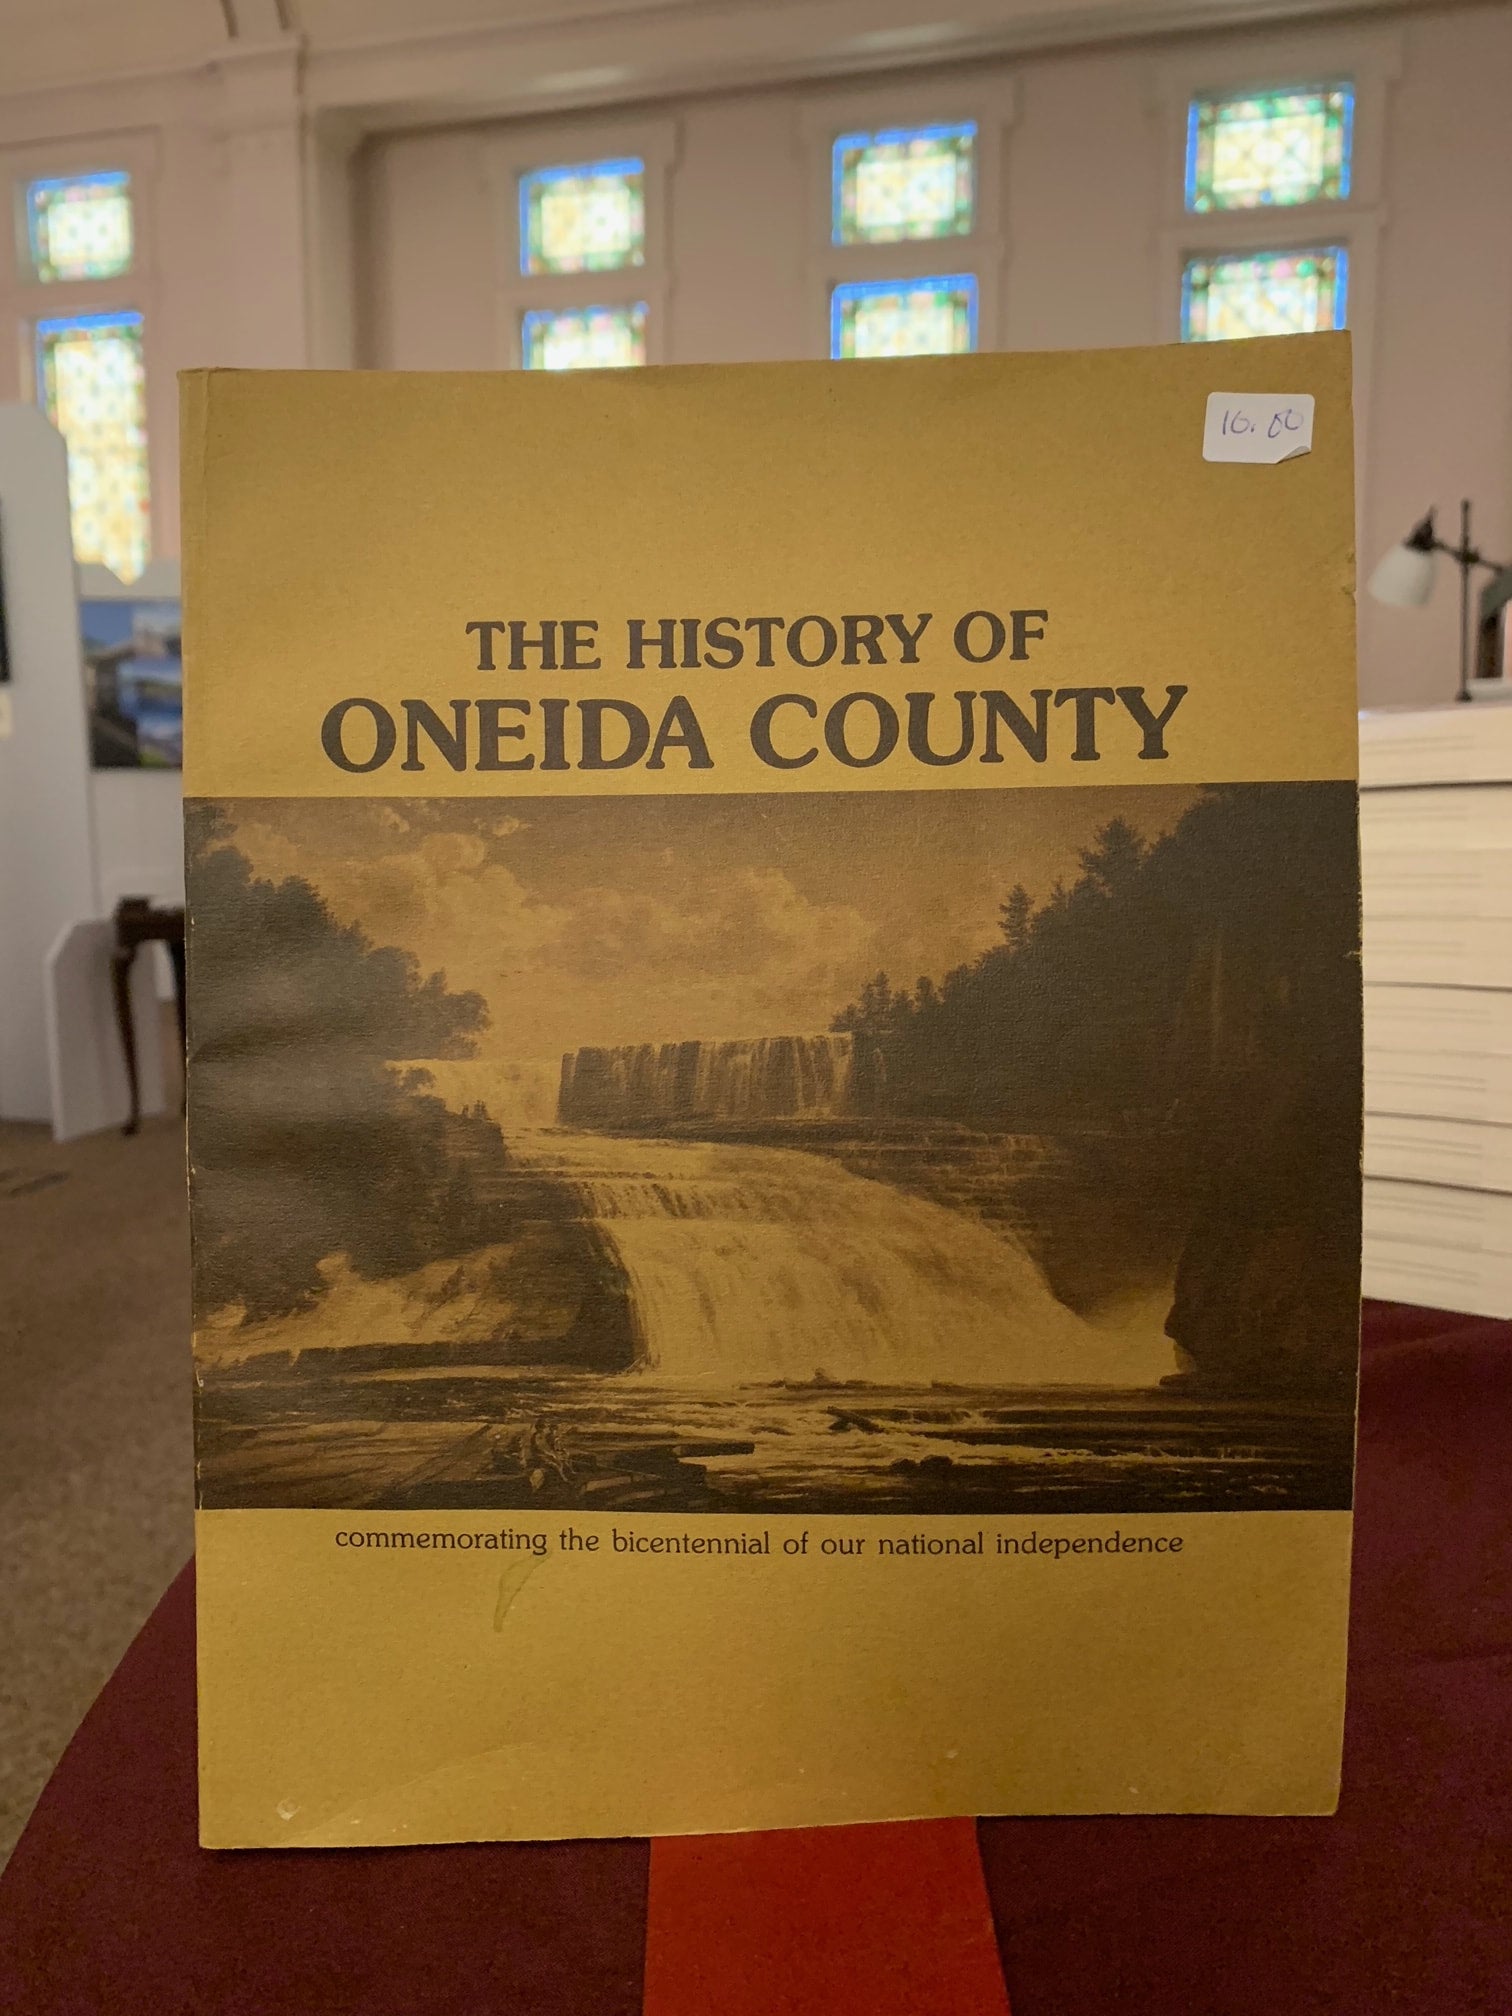 10.00
THE HISTORY OF
ONEIDA COUNTY
commemorating the bicentennial of our national independence